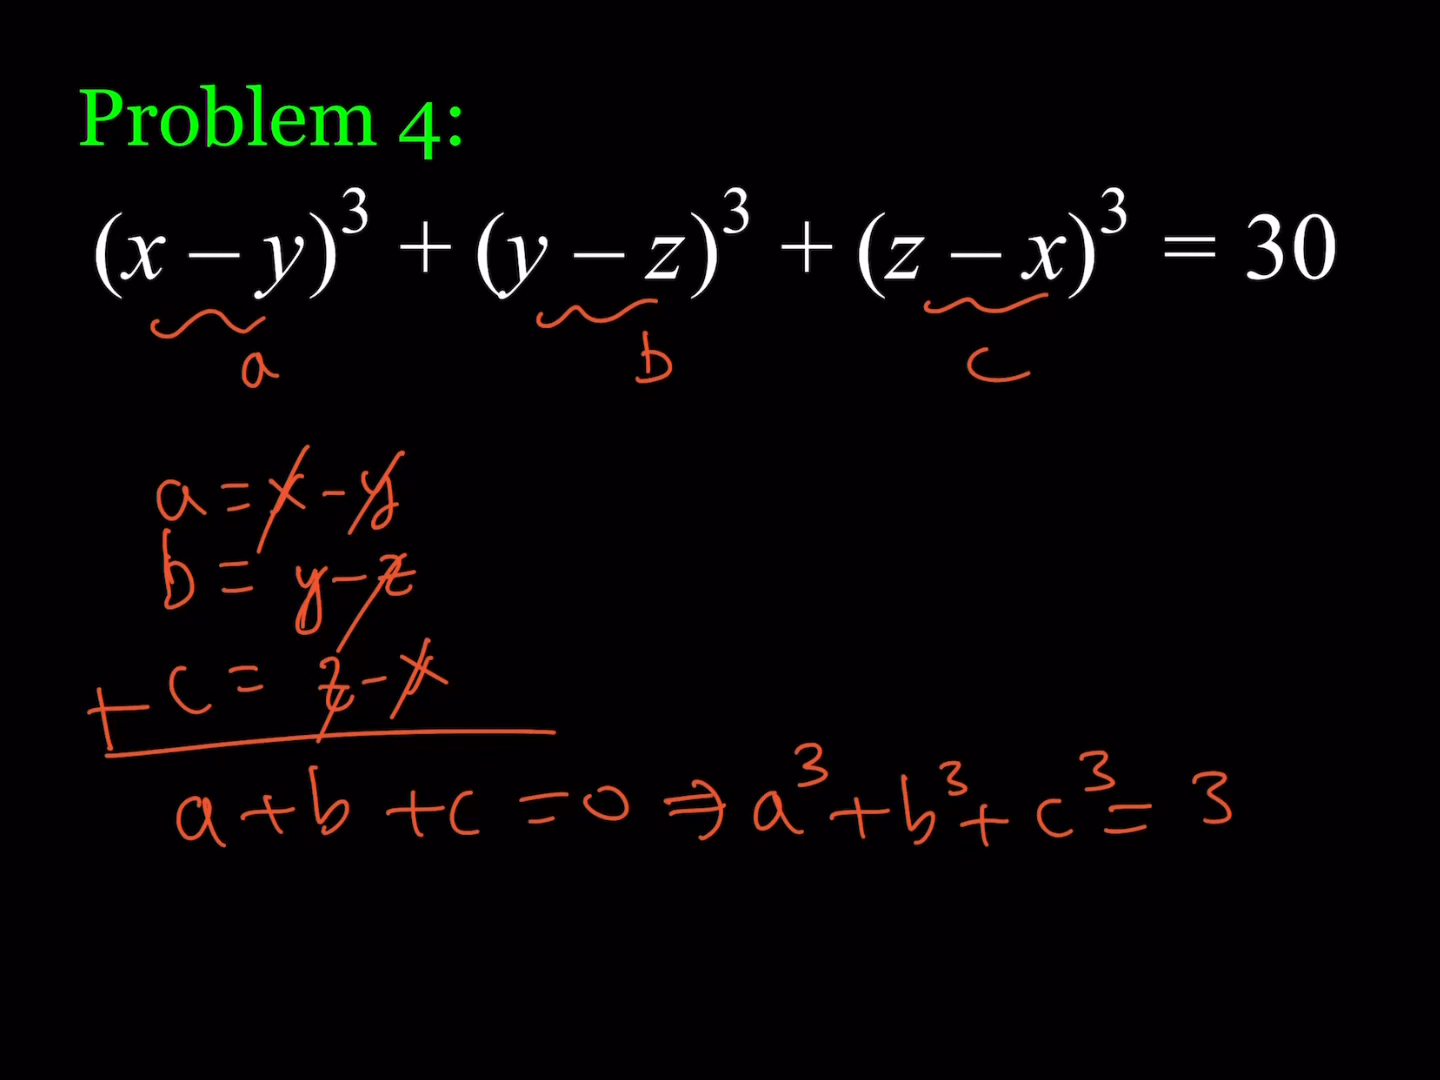 Problem 4:
(x – y)³ + (y – z)³ + (z – x)³ = 30
a b c
a = x - y
b = y - z
+ c = z - x
a + b + c = 0 ⇒ a³ + b³ + c³ = 3